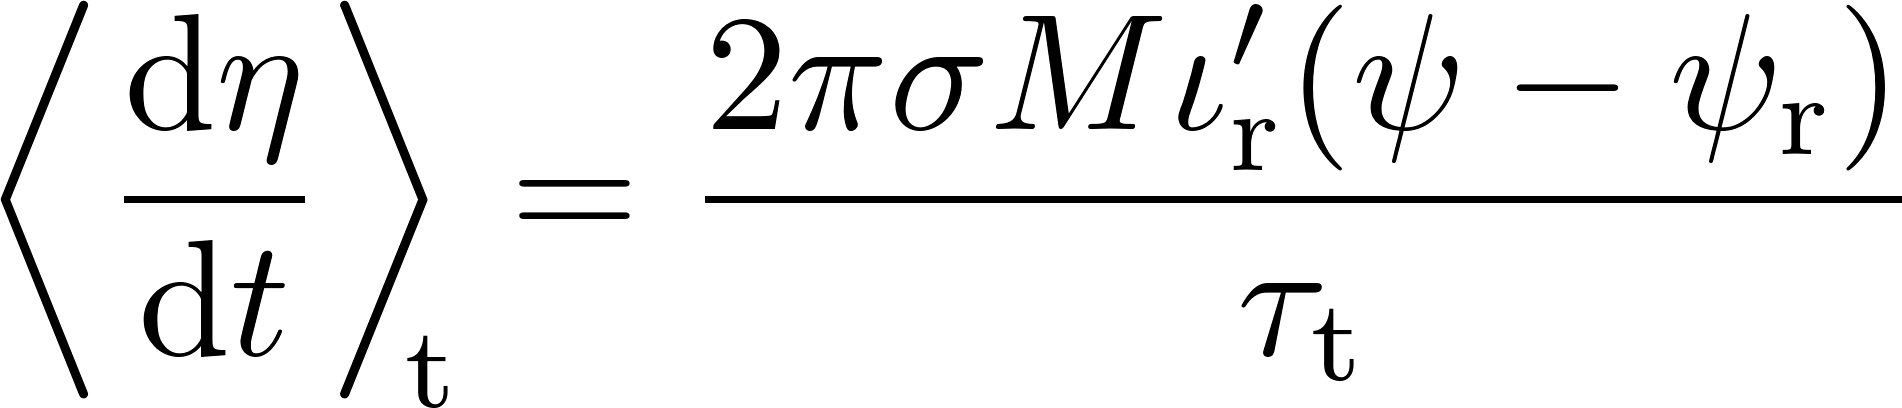 ⟨dη/dt⟩_t = 2πσMι′_r(ψ − ψ_r)/τ_t